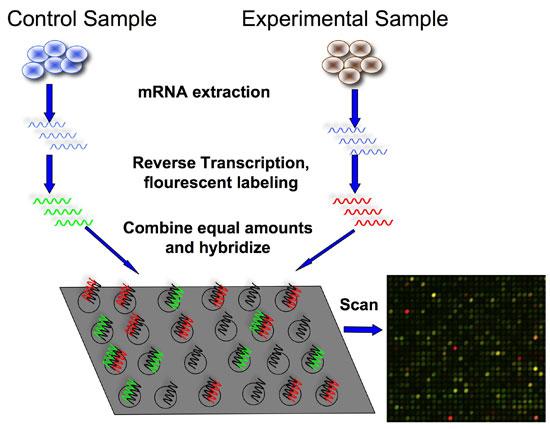 Control Sample
Experimental Sample
mRNA extraction
Reverse Transcription,
flourescent labeling
Combine equal amounts
and hybridize
Scan